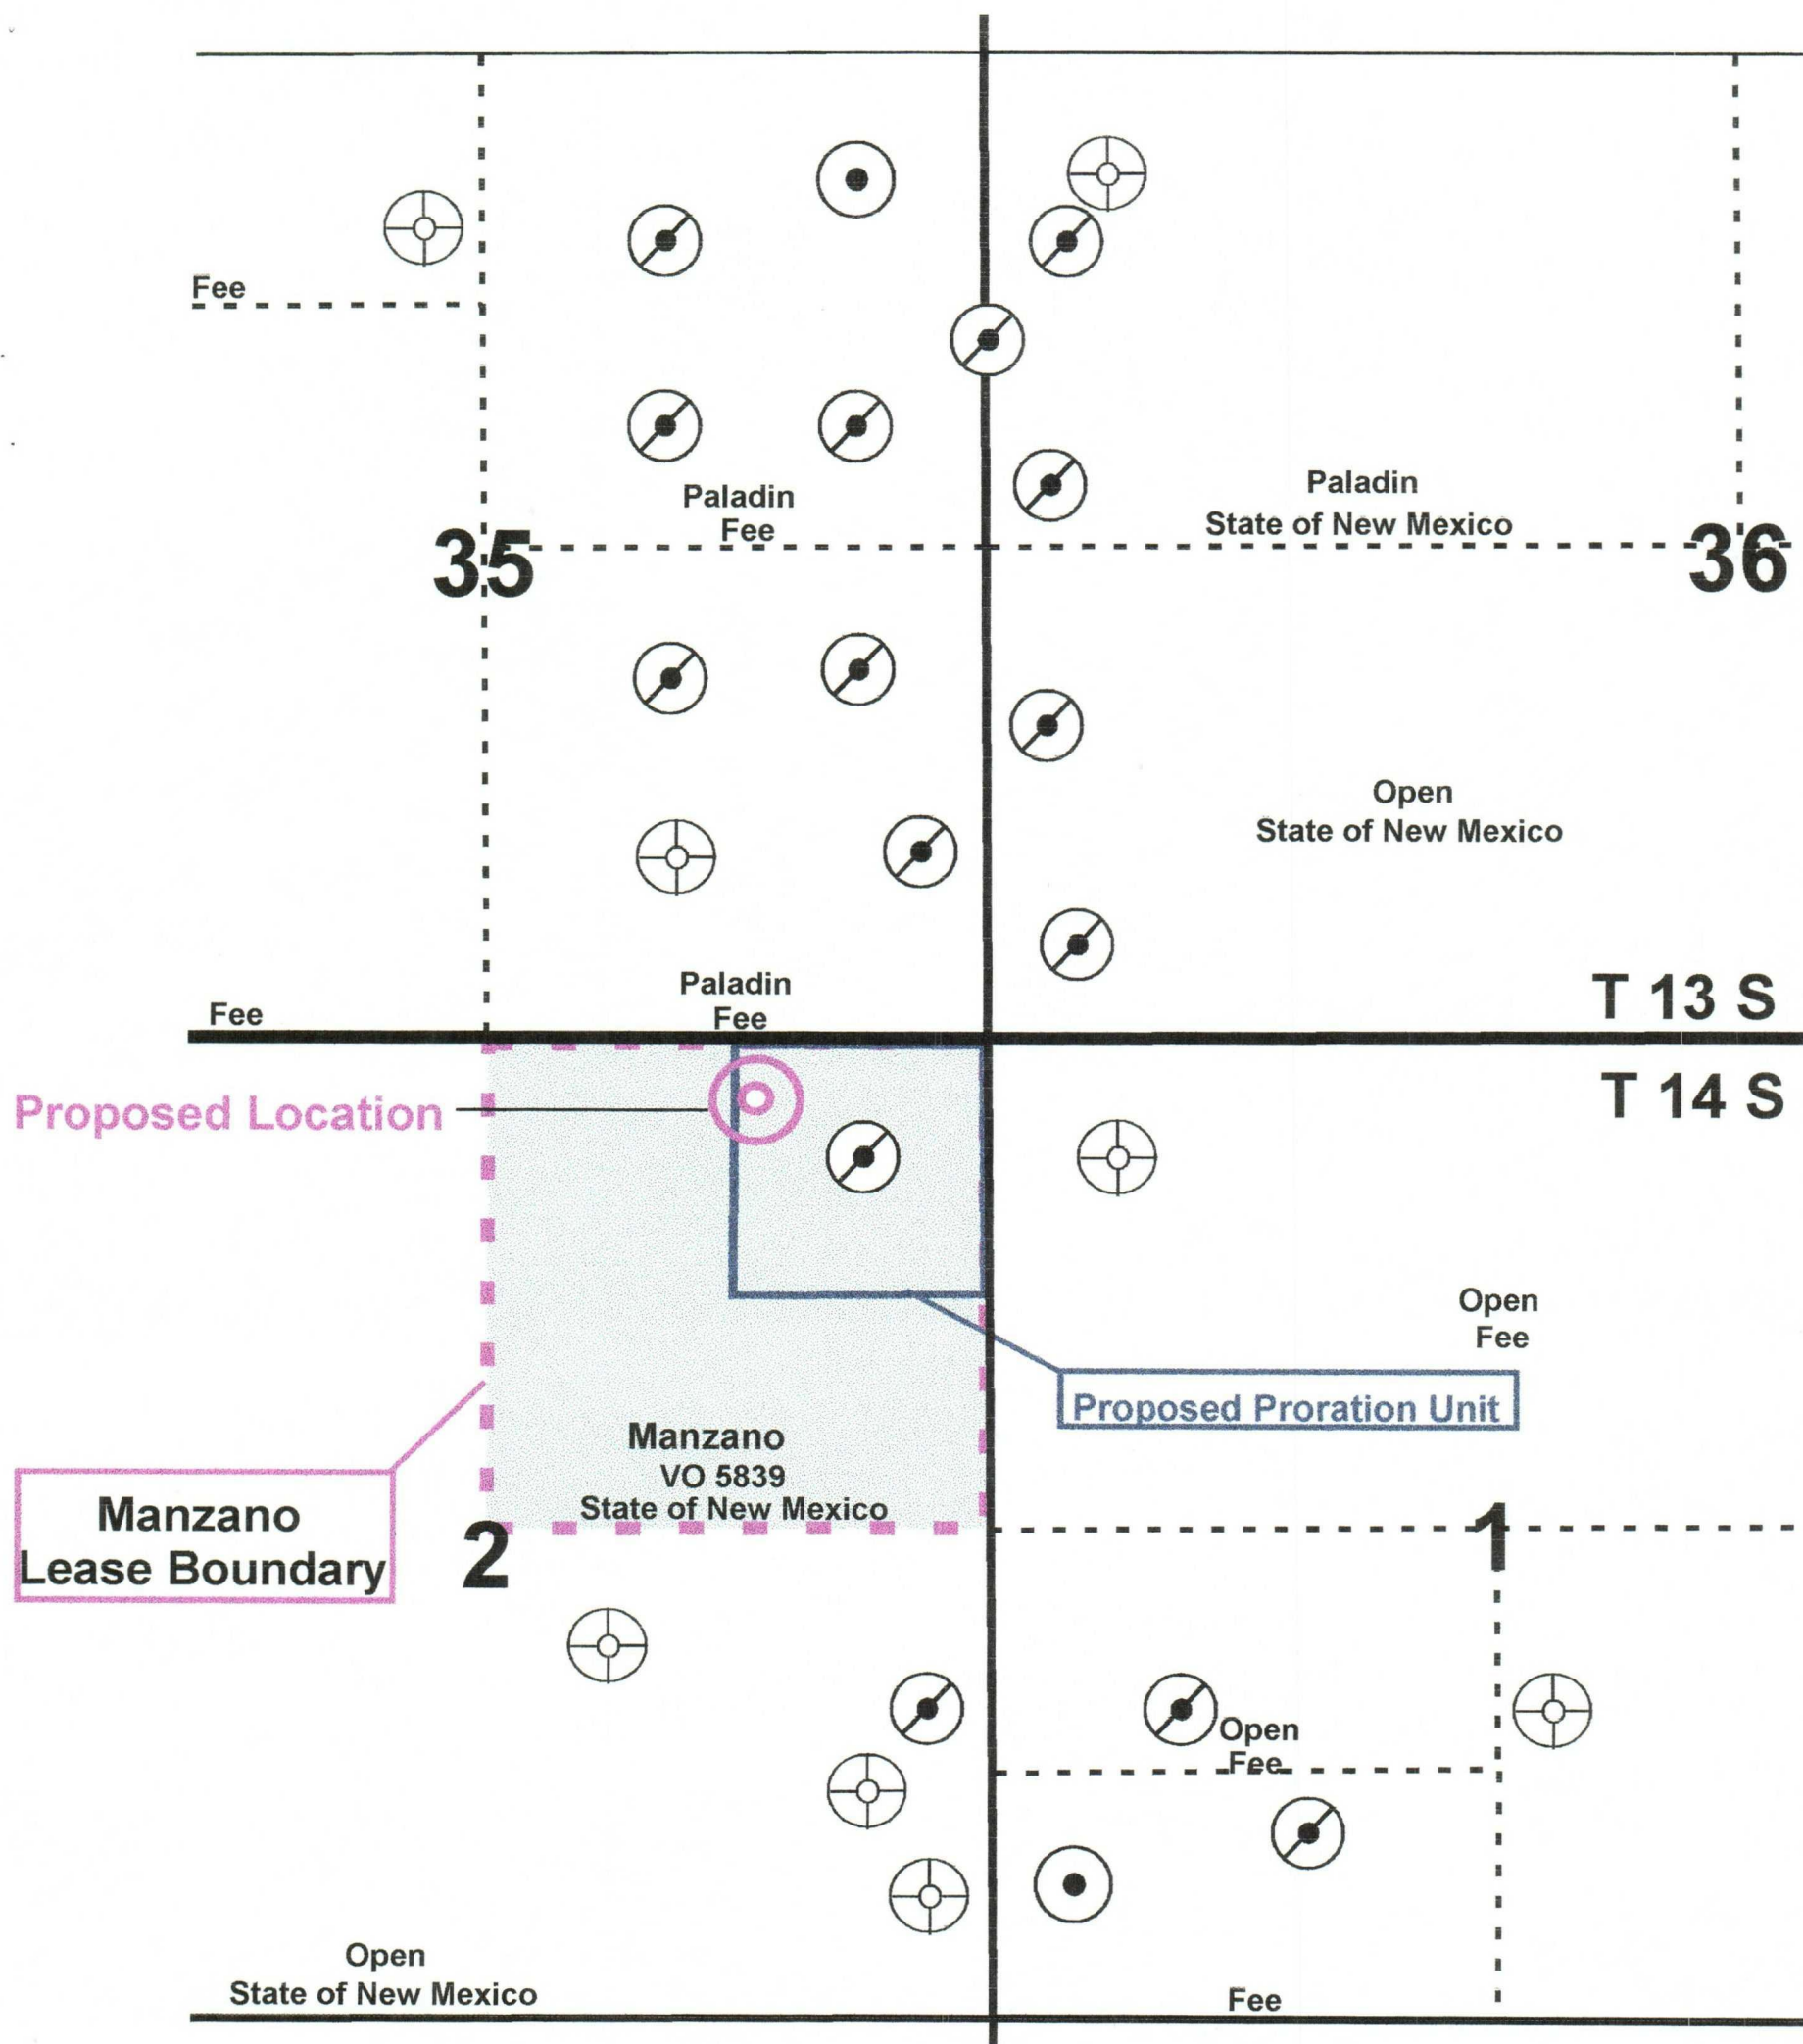 Fee
Paladin
Fee
Paladin
State of New Mexico
35
36
Open
State of New Mexico
Paladin
Fee
Fee
T 13 S
T 14 S
Proposed Location
Open
Fee
Proposed Proration Unit
Manzano
VO 5839
State of New Mexico
Manzano
Lease Boundary
2
1
Open
Fee
Open
State of New Mexico
Fee